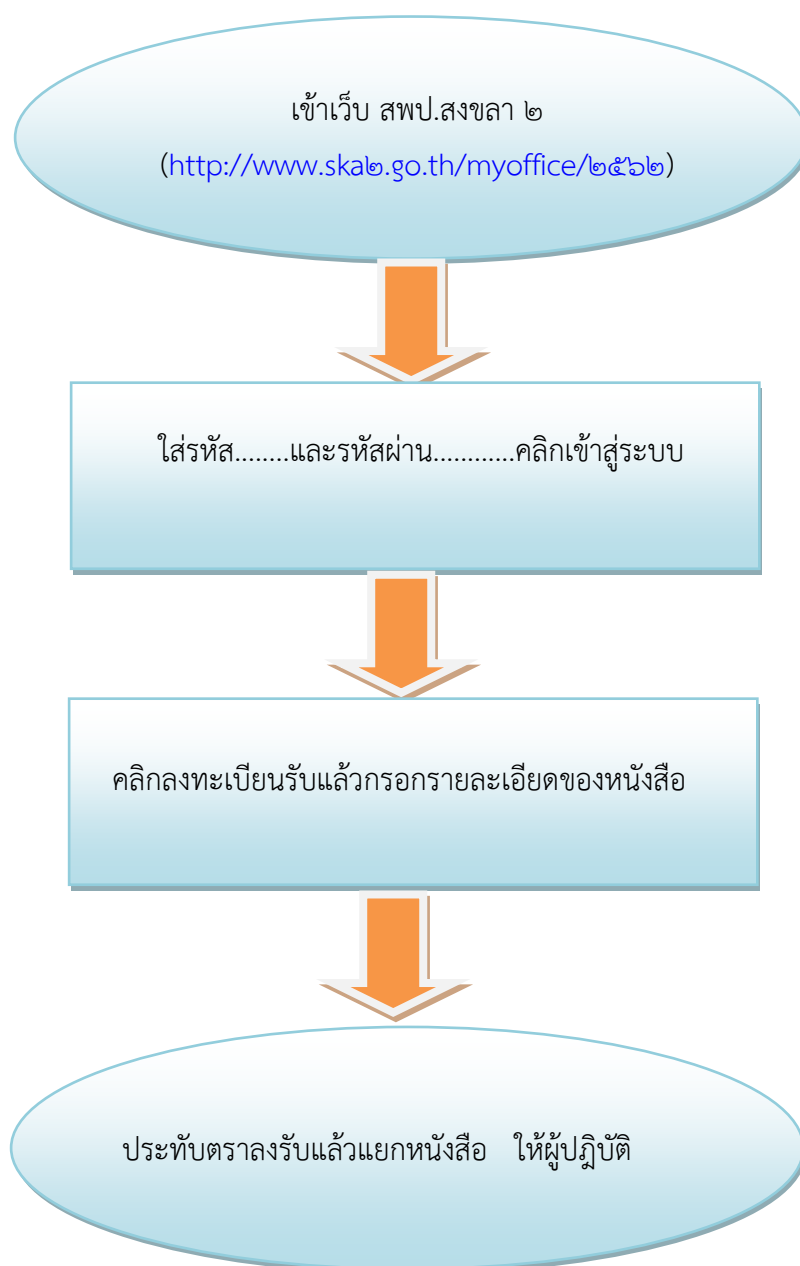 เข้าเว็บ สพป.สงขลา ๒
(http://www.ska๒.go.th/myoffice/๒๕๖๒)
ใส่รหัส........และรหัสผ่าน............คลิกเข้าสู่ระบบ
คลิกลงทะเบียนรับแล้วกรอกรายละเอียดของหนังสือ
ประทับตราลงรับแล้วแยกหนังสือ ให้ผู้ปฎิบัติ